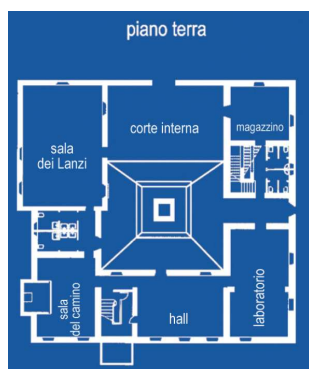 piano terra
corte interna
magazzino
sala
dei Lanzi
sala
del camino
hall
laboratorio